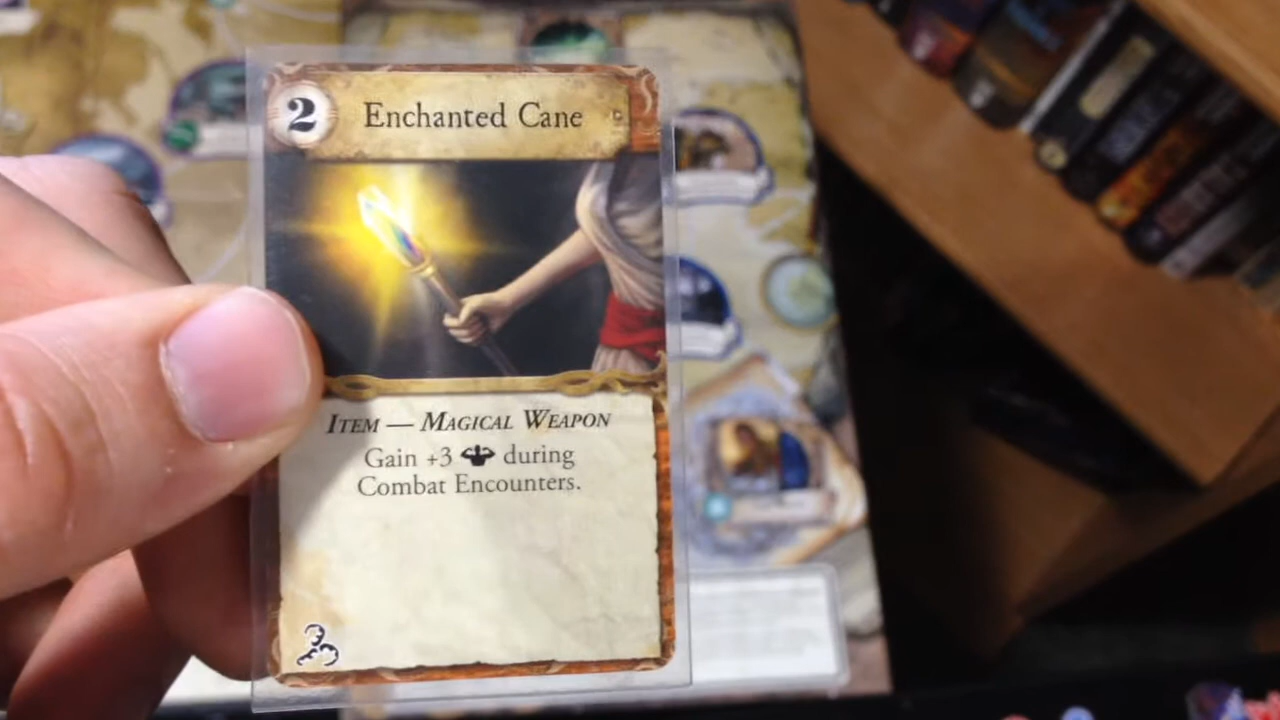 2
Enchanted Cane
Item — Magical Weapon
Gain +3 during
Combat Encounters.